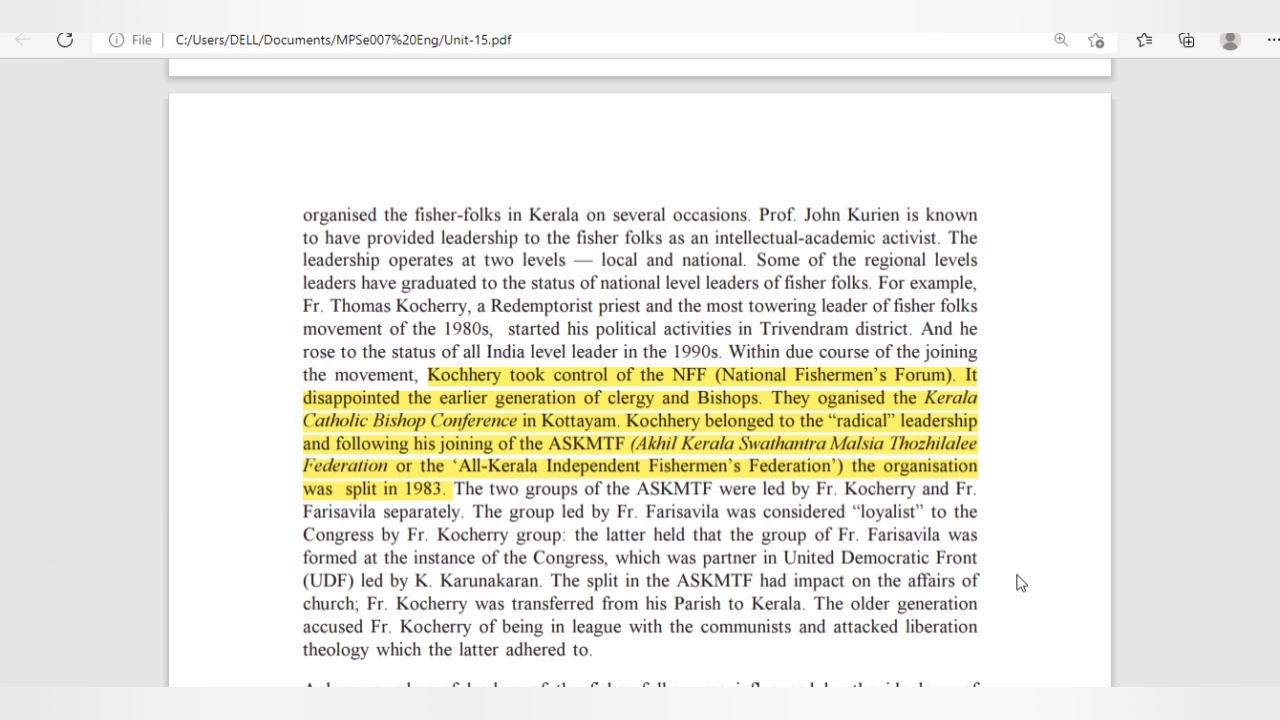 File
C:/Users/DELL/Documents/MPSe007%20Eng/Unit-15.pdf
organised the fisher-folks in Kerala on several occasions. Prof. John Kurien is known
to have provided leadership to the fisher folks as an intellectual-academic activist. The
leadership operates at two levels — local and national. Some of the regional levels
leaders have graduated to the status of national level leaders of fisher folks. For example,
Fr. Thomas Kocherry, a Redemptorist priest and the most towering leader of fisher folks
movement of the 1980s, started his political activities in Trivendram district. And he
rose to the status of all India level leader in the 1990s. Within due course of the joining
the movement, Kochhery took control of the NFF (National Fishermen's Forum). It
disappointed the earlier generation of clergy and Bishops. They oganised the Kerala
Catholic Bishop Conference in Kottayam. Kochhery belonged to the “radical” leadership
and following his joining of the ASKMTF (Akhil Kerala Swathantra Malsia Thozhilalee
Federation or the ‘All-Kerala Independent Fishermen's Federation’) the organisation
was split in 1983. The two groups of the ASKMTF were led by Fr. Kocherry and Fr.
Farisavila separately. The group led by Fr. Farisavila was considered “loyalist” to the
Congress by Fr. Kocherry group: the latter held that the group of Fr. Farisavila was
formed at the instance of the Congress, which was partner in United Democratic Front
(UDF) led by K. Karunakaran. The split in the ASKMTF had impact on the affairs of
church; Fr. Kocherry was transferred from his Parish to Kerala. The older generation
accused Fr. Kocherry of being in league with the communists and attacked liberation
theology which the latter adhered to.